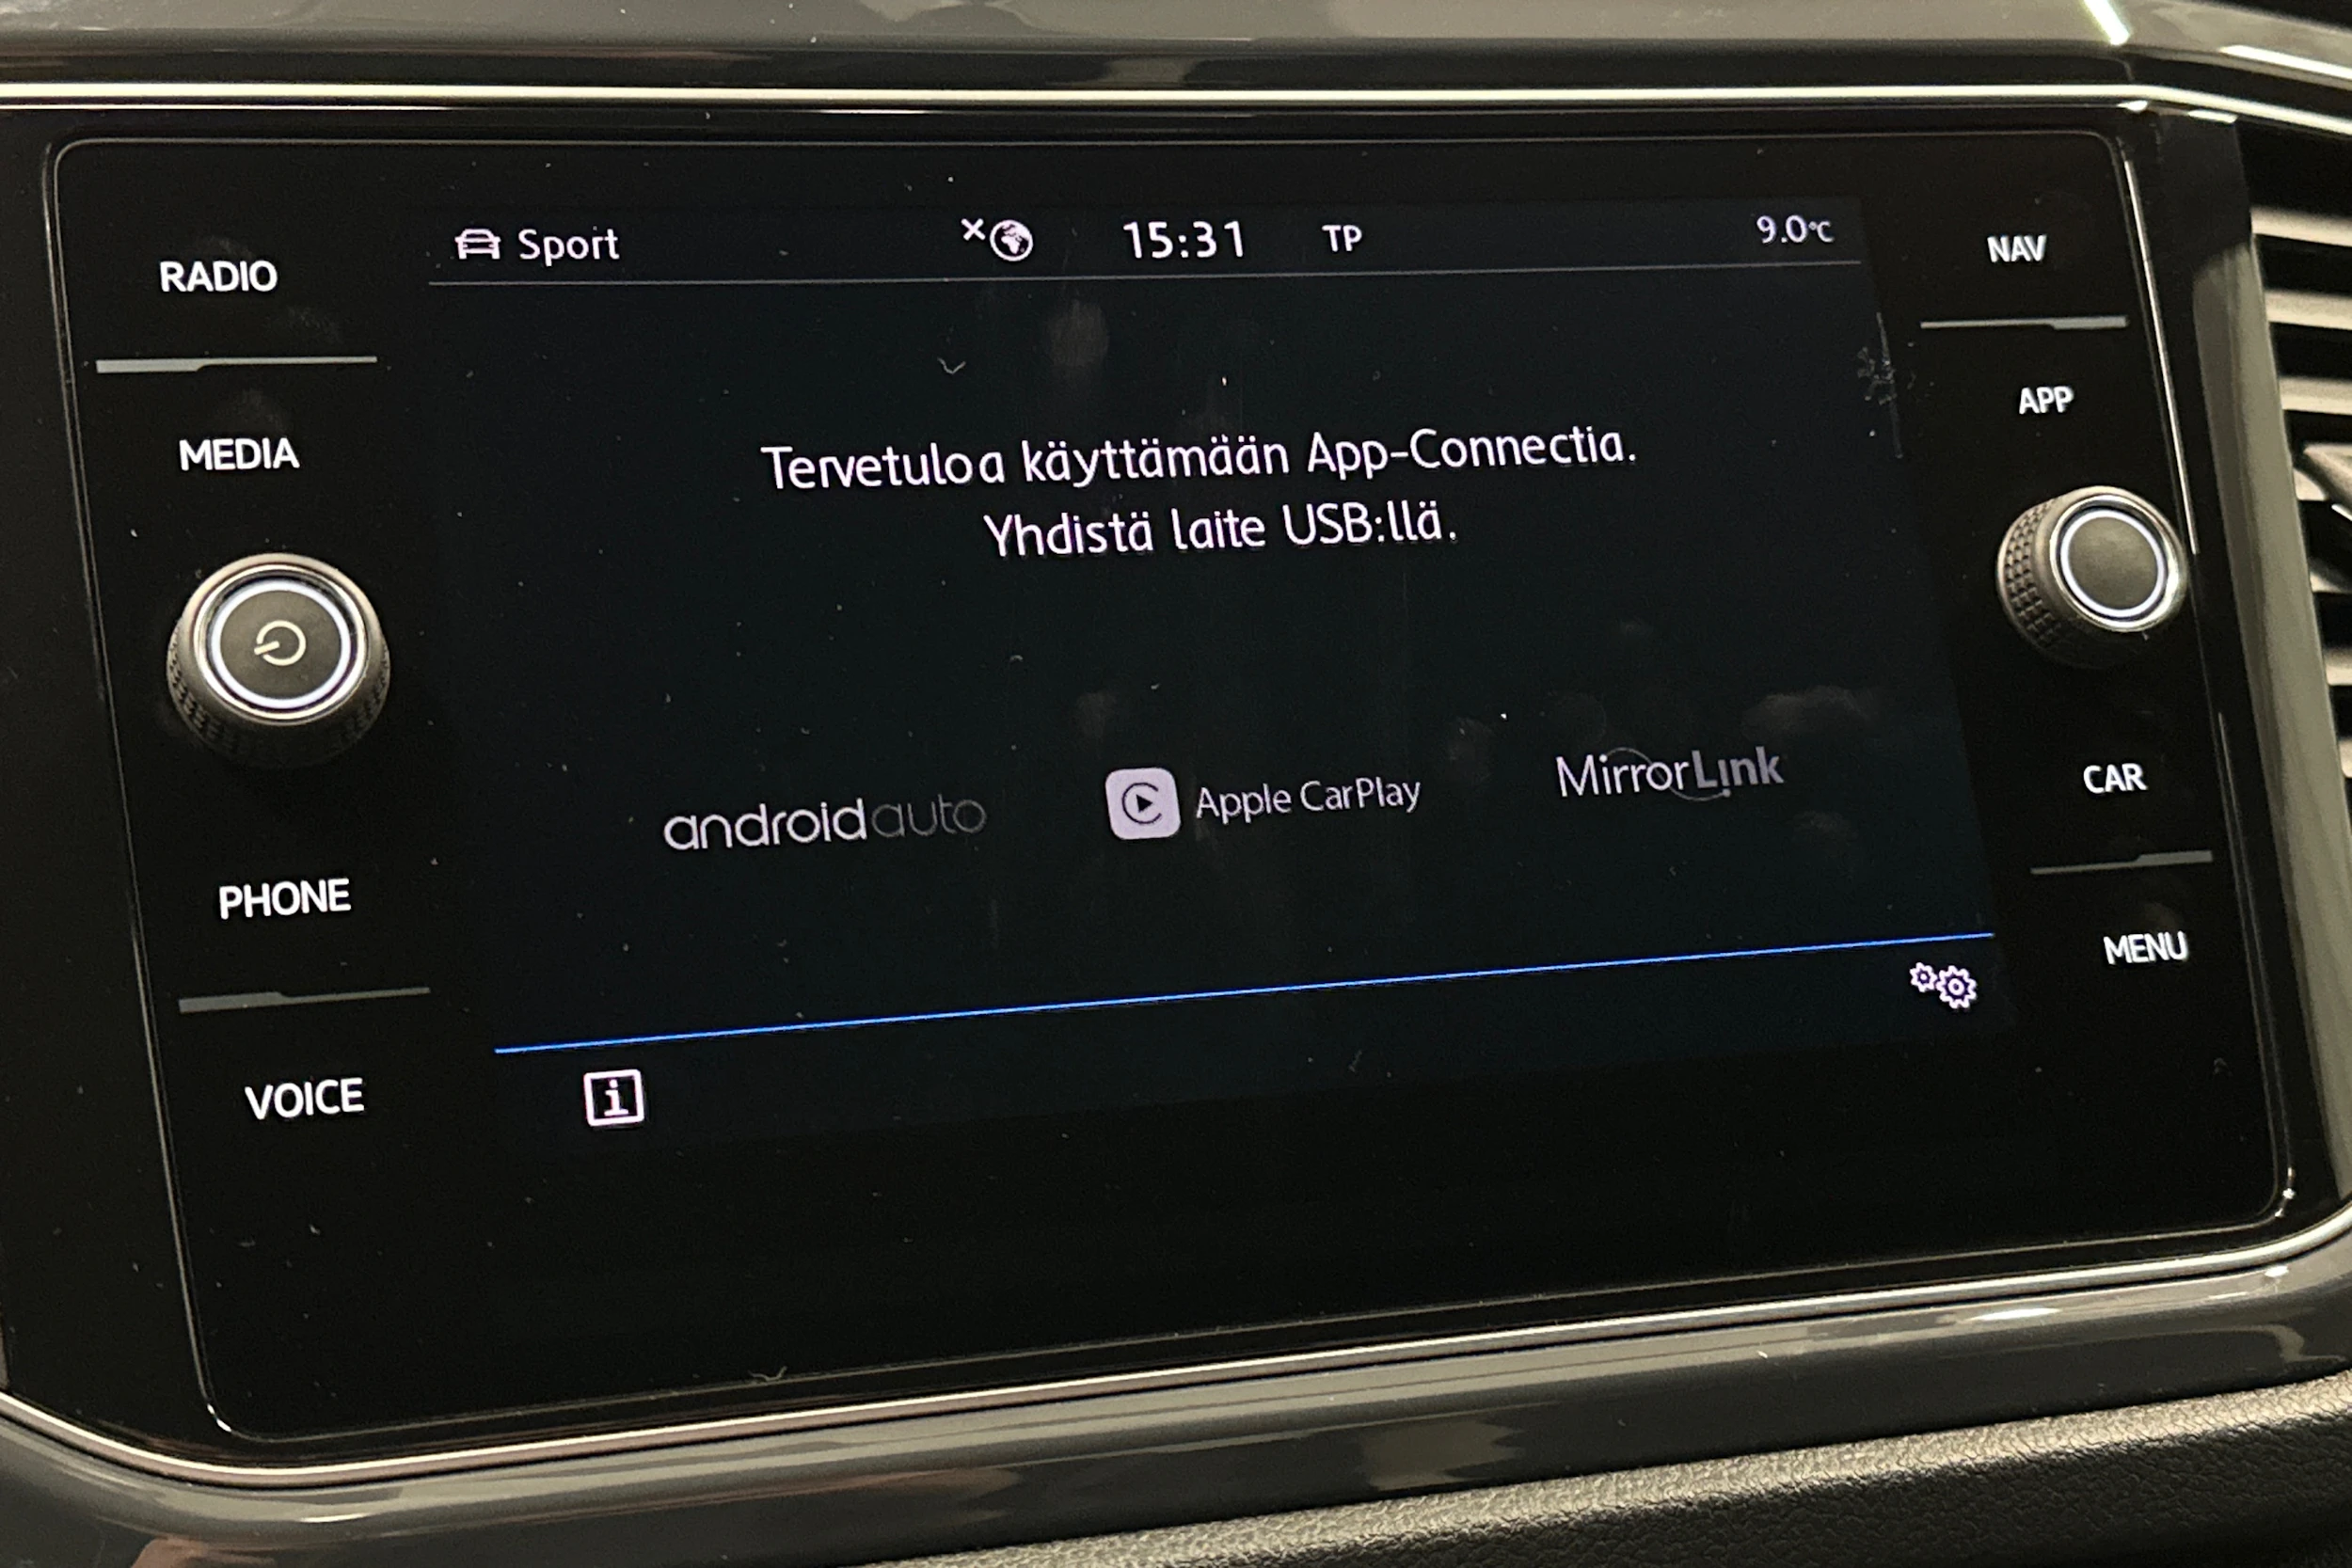 Sport 15:31 TP 9.0°C
RADIO
MEDIA
PHONE
VOICE
Tervetuloa käyttämään App-Connectia.
Yhdistä laite USB:llä.
androidauto
Apple CarPlay
MirrorLink
i
NAV
APP
CAR
MENU